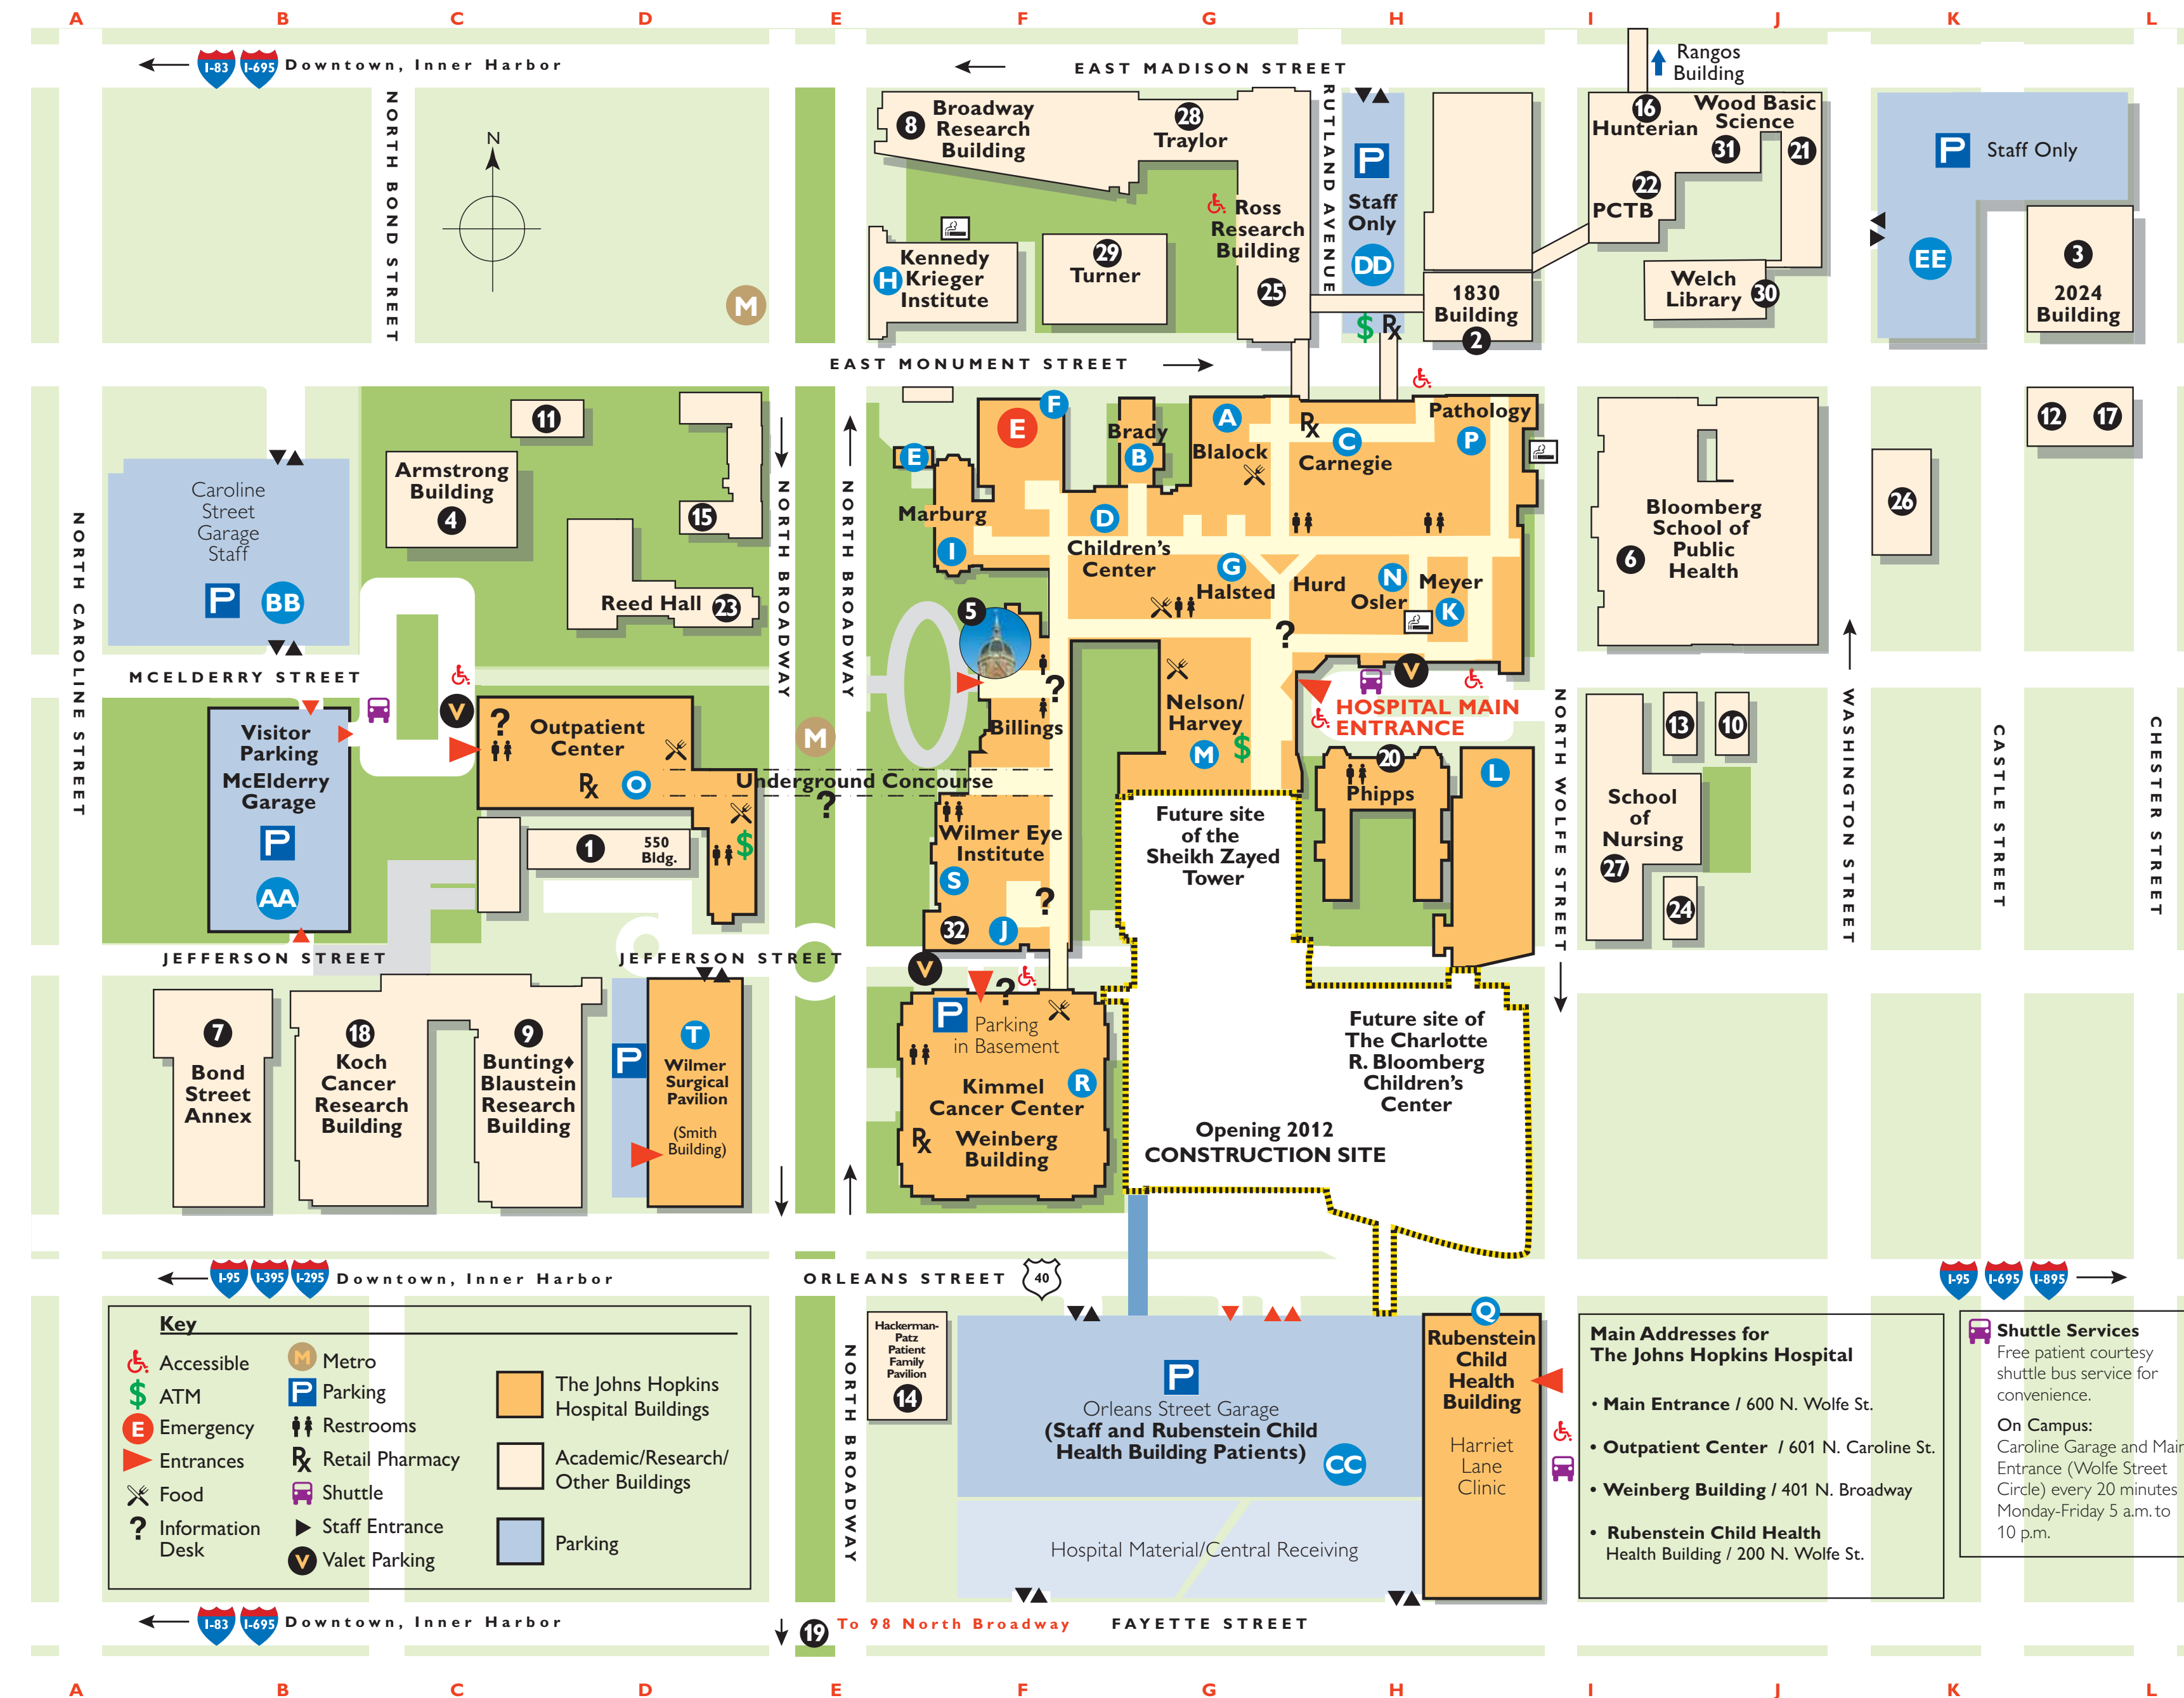 A B C D E F G H I J K L
I-83 I-695 Downtown, Inner Harbor
EAST MADISON STREET
Rangos
Building
NORTH BOND STREET
N
M
8 Broadway
Research
Building
28
Traylor
RUTLAND AVENUE
P
Staff
Only
DD
16
Hunterian
Wood Basic
Science
31
21
22
PCTB
P Staff Only
EE
3
2024
Building
H Kennedy
Krieger
Institute
29
Turner
Ross
Research
Building
25
$ Rx
1830
Building
2
Welch
Library 30
EAST MONUMENT STREET
NORTH CAROLINE STREET
Caroline
Street
Garage
Staff
P BB
11
Armstrong
Building
4
15
Reed Hall 23
NORTH BROADWAY
NORTH BROADWAY
E
F
E
Marburg
I
Brady
B
A
Blalock
Rx
C
Carnegie
Pathology
P
D
Children's
Center
G
Halsted
Hurd
N
Osler
Meyer
K
?
Bloomberg
School of
Public
Health
6
12 17
26
MCELDERRY STREET
5
?
Billings
Nelson/
Harvey
M $
V
HOSPITAL MAIN
ENTRANCE
NORTH WOLFE STREET
WASHINGTON STREET
CASTLE STREET
CHESTER STREET
Visitor
Parking
McElderry
Garage
P
AA
V
?
Outpatient
Center
Rx O
M
Underground Concourse
?
1 550
Bldg.
$
Wilmer Eye
Institute
S
?
32 J
Future site
of the
Sheikh Zayed
Tower
20
Phipps
L
13 10
School
of
Nursing
27
24
JEFFERSON STREET
JEFFERSON STREET
V
7
Bond
Street
Annex
18
Koch
Cancer
Research
Building
9
Bunting♦
Blaustein
Research
Building
P
T
Wilmer
Surgical
Pavilion
(Smith
Building)
?
P Parking
in Basement
Kimmel R
Cancer Center
Rx Weinberg
Building
Future site of
The Charlotte
R. Bloomberg
Children's
Center
Opening 2012
CONSTRUCTION SITE
I-95 I-395 I-295 Downtown, Inner Harbor
ORLEANS STREET 40
I-95 I-695 I-895
Key
Accessible
$ ATM
E Emergency
Entrances
Food
? Information
Desk
M Metro
P Parking
Restrooms
Rx Retail Pharmacy
Shuttle
Staff Entrance
V Valet Parking
The Johns Hopkins
Hospital Buildings
Academic/Research/
Other Buildings
Parking
NORTH BROADWAY
Hackerman-
Patz
Patient
Family
Pavilion
14
P
Orleans Street Garage
(Staff and Rubenstein Child
Health Building Patients)
CC
Hospital Material/Central Receiving
Q
Rubenstein
Child
Health
Building
Harriet
Lane
Clinic
Main Addresses for
The Johns Hopkins Hospital
• Main Entrance / 600 N. Wolfe St.
• Outpatient Center / 601 N. Caroline St.
• Weinberg Building / 401 N. Broadway
• Rubenstein Child Health
Health Building / 200 N. Wolfe St.
Shuttle Services
Free patient courtesy
shuttle bus service for
convenience.
On Campus:
Caroline Garage and Main
Entrance (Wolfe Street
Circle) every 20 minutes
Monday-Friday 5 a.m. to
10 p.m.
I-83 I-695 Downtown, Inner Harbor
19 To 98 North Broadway
FAYETTE STREET
A B C D E F G H I J K L